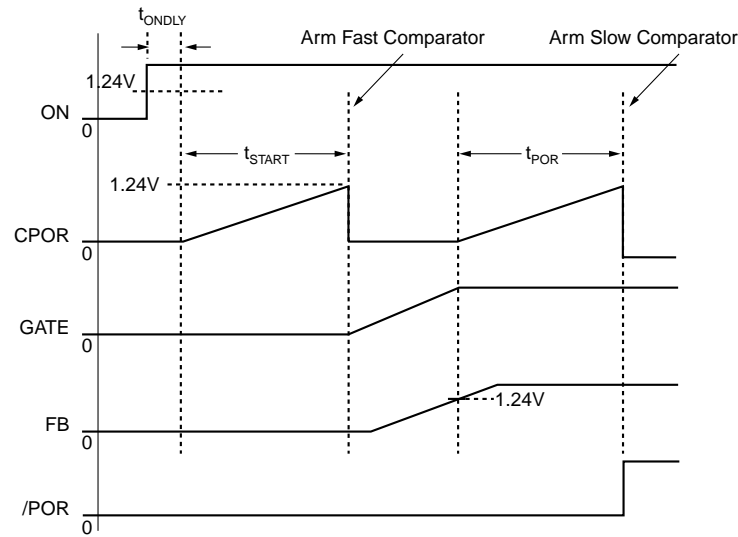 tONDLY
Arm Fast Comparator
Arm Slow Comparator
1.24V
ON
0
tSTART
tPOR
1.24V
CPOR
0
GATE
0
1.24V
FB
0
/POR
0